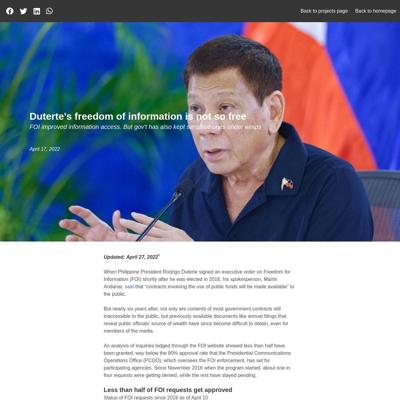 Back to projects page Back to homepage
Duterte's freedom of information is not so free
FOI improved information access. But gov't has also kept sensitive ones under wraps
April 17, 2022
Updated: April 27, 2022*
When Philippine President Rodrigo Duterte signed an executive order on Freedom for
Information (FOI) shortly after he was elected in 2016, his spokesperson, Martin
Andanar, said that "contracts involving the use of public funds will be made available" to
the public.
But nearly six years after, not only are contents of most government contracts still
inaccessible to the public, but previously available documents like annual filings that
reveal public officials' source of wealth have since become difficult to obtain, even for
members of the media.
An analysis of inquiries lodged through the FOI website showed less than half have
been granted, way below the 80% approval rate that the Presidential Communications
Operations Office (PCOO), which oversees the FOI enforcement, has set for
participating agencies. Since November 2016 when the program started, about one in
four requests were getting denied, while the rest have stayed pending.
Less than half of FOI requests get approved
Status of FOI requests since 2016 as of April 10